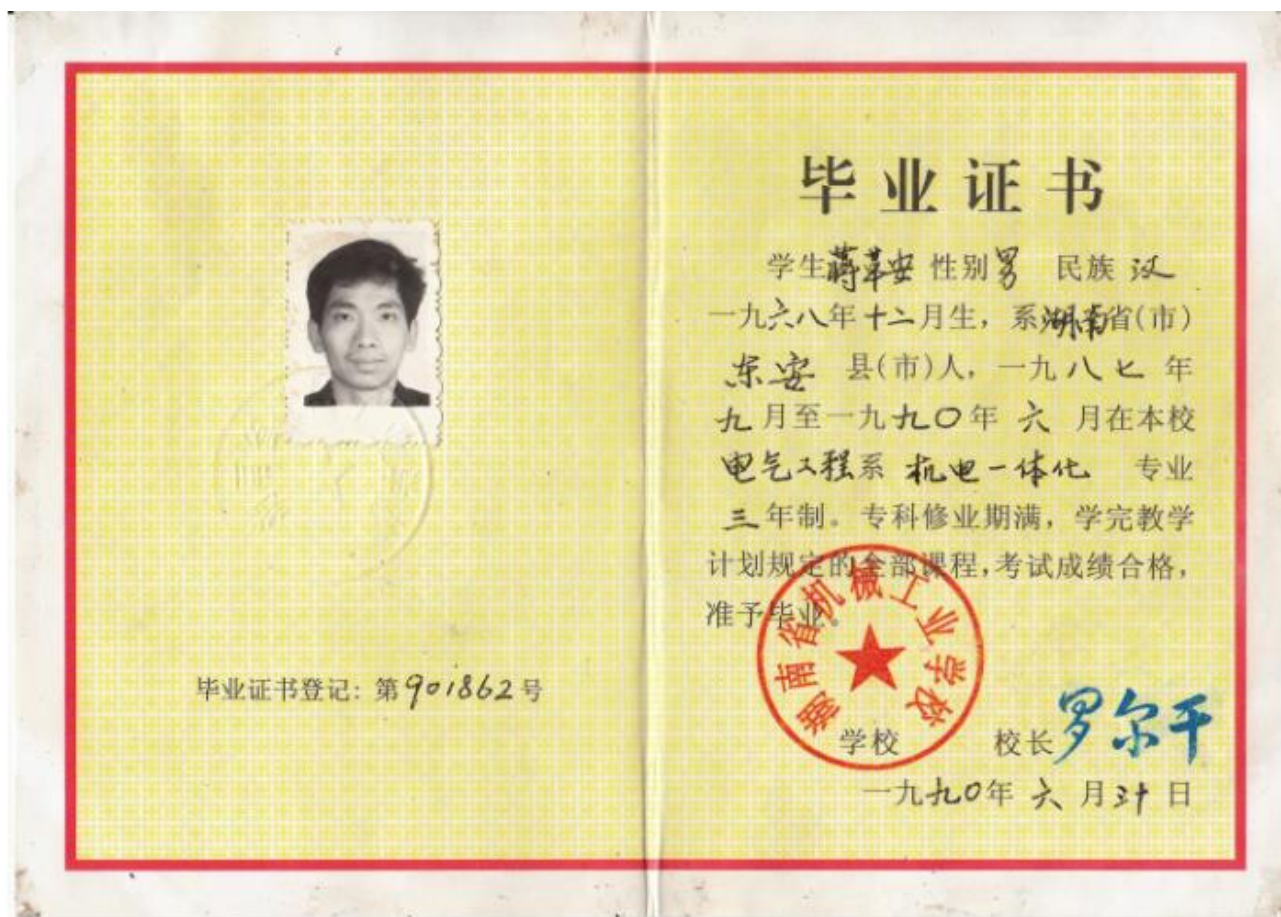 毕业证书登记：第901862号
毕业证书
学生蒋苹安 性别男 民族汉
一九六八年十二月生，系湖南省(市)
东安 县(市)人，一九八七年
九月至一九九〇年 六 月在本校
电气工程系 机电一体化 专业
三年制。专科修业期满，学完教学
计划规定的全部课程，考试成绩合格，
准予毕业。
湖南省机械工业学校
学校 校长罗尔干
一九九〇年 六 月三十日